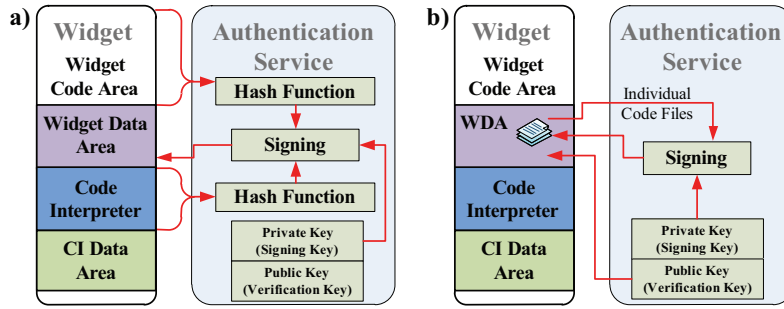 a)
Widget
Widget
Code Area
Widget Data
Area
Code
Interpreter
CI Data
Area
Authentication
Service
Hash Function
Signing
Hash Function
Private Key
(Signing Key)
Public Key
(Verification Key)
b)
Widget
Widget
Code Area
WDA
Code
Interpreter
CI Data
Area
Authentication
Service
Individual
Code Files
Signing
Private Key
(Signing Key)
Public Key
(Verification Key)